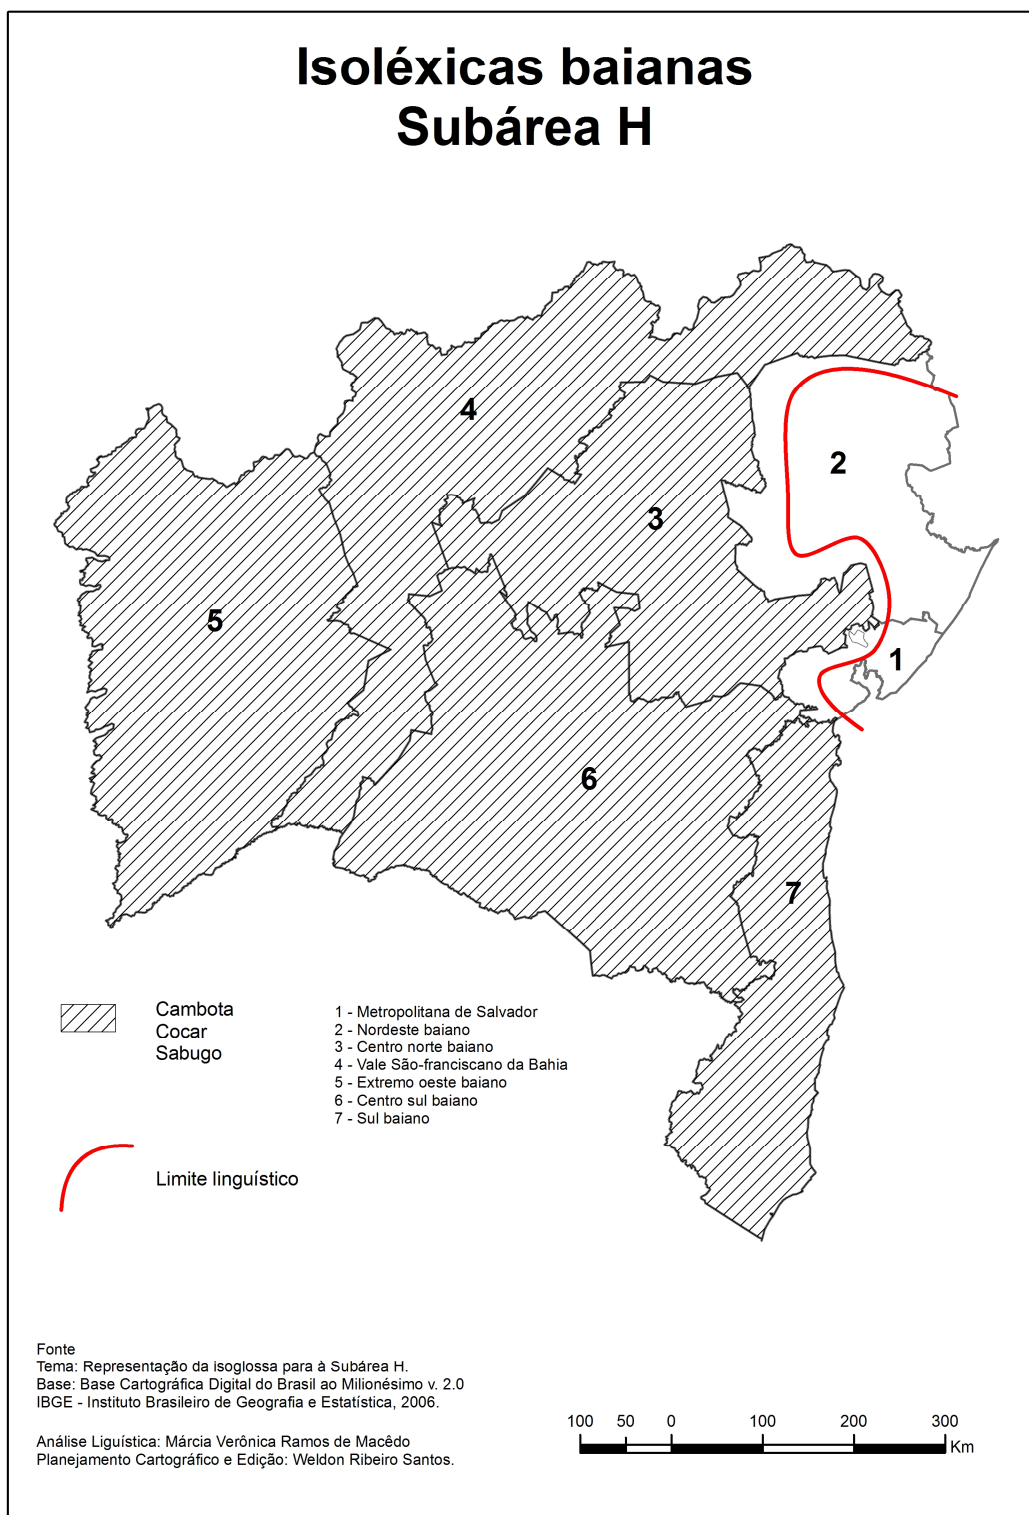 Isoléxicas baianas
Subárea H
4
2
3
5
1
6
7
Cambota
Cocar
Sabugo
1 - Metropolitana de Salvador
2 - Nordeste baiano
3 - Centro norte baiano
4 - Vale São-franciscano da Bahia
5 - Extremo oeste baiano
6 - Centro sul baiano
7 - Sul baiano
Limite linguístico
Fonte
Tema: Representação da isoglossa para à Subárea H.
Base: Base Cartográfica Digital do Brasil ao Milionésimo v. 2.0
IBGE - Instituto Brasileiro de Geografia e Estatística, 2006.
Análise Liguística: Márcia Verônica Ramos de Macêdo
Planejamento Cartográfico e Edição: Weldon Ribeiro Santos.
100 50 0 100 200 300
Km